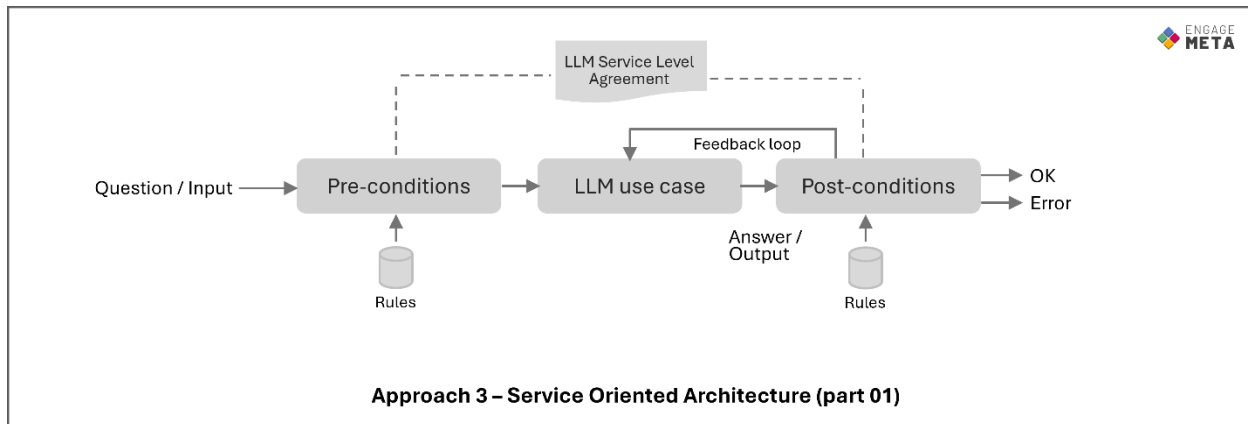 ENGAGE
META
LLM Service Level
Agreement
Feedback loop
Question / Input
Pre-conditions
LLM use case
Post-conditions
OK
Error
Answer /
Output
Rules
Rules
Approach 3 – Service Oriented Architecture (part 01)